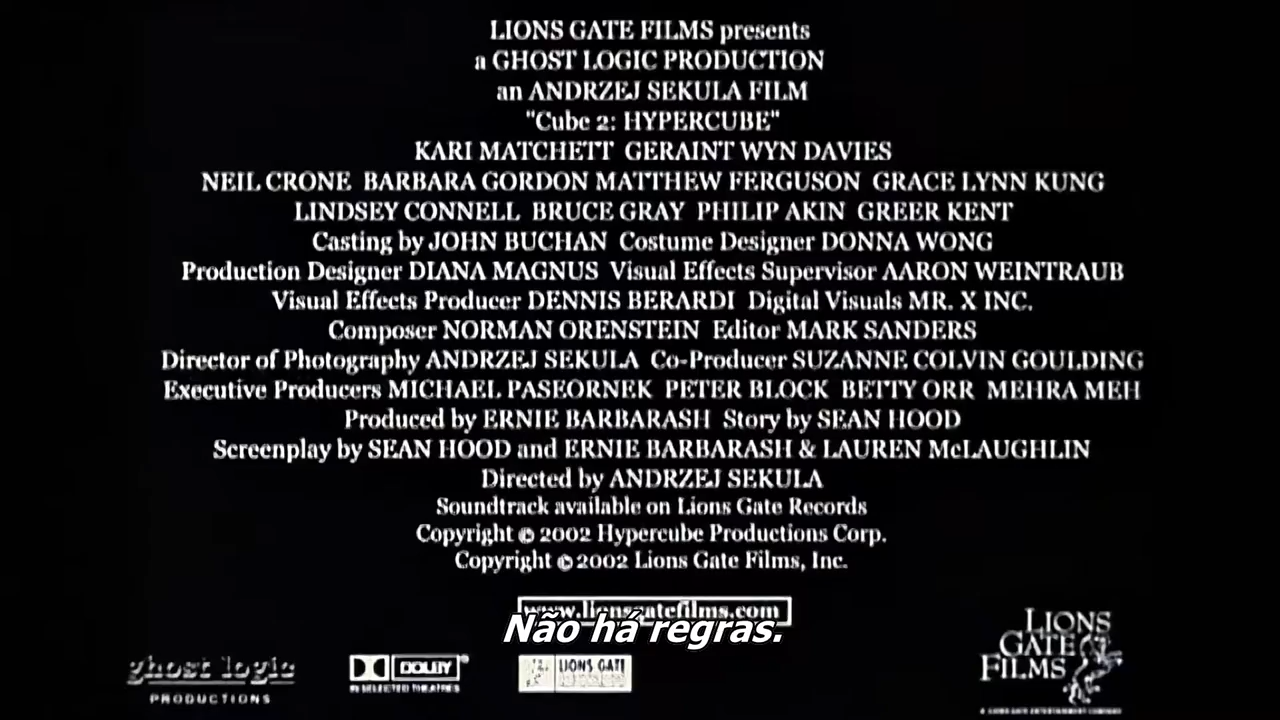 LIONS GATE FILMS presents
a GHOST LOGIC PRODUCTION
an ANDRZEJ SEKULA FILM
"Cube 2: HYPERCUBE"
KARI MATCHETT GERAINT WYN DAVIES
NEIL CRONE BARBARA GORDON MATTHEW FERGUSON GRACE LYNN KUNG
LINDSEY CONNELL BRUCE GRAY PHILIP AKIN GREER KENT
Casting by JOHN BUCHAN Costume Designer DONNA WONG
Production Designer DIANA MAGNUS Visual Effects Supervisor AARON WEINTRAUB
Visual Effects Producer DENNIS BERARDI Digital Visuals MR. X INC.
Composer NORMAN ORENSTEIN Editor MARK SANDERS
Director of Photography ANDRZEJ SEKULA Co-Producer SUZANNE COLVIN GOULDING
Executive Producers MICHAEL PASEORNEK PETER BLOCK BETTY ORR MEHRA MEH
Produced by ERNIE BARBARASH Story by SEAN HOOD
Screenplay by SEAN HOOD and ERNIE BARBARASH & LAUREN McLAUGHLIN
Directed by ANDRZEJ SEKULA
Soundtrack available on Lions Gate Records
Copyright © 2002 Hypercube Productions Corp.
Copyright © 2002 Lions Gate Films, Inc.
www.lionsgatefilms.com
Não há regras.
ghost logic
PRODUCTIONS
DOLBY
IN SELECTED THEATRES
LIONS GATE
LIONS
GATE
FILMS
A LIONS GATE ENTERTAINMENT COMPANY